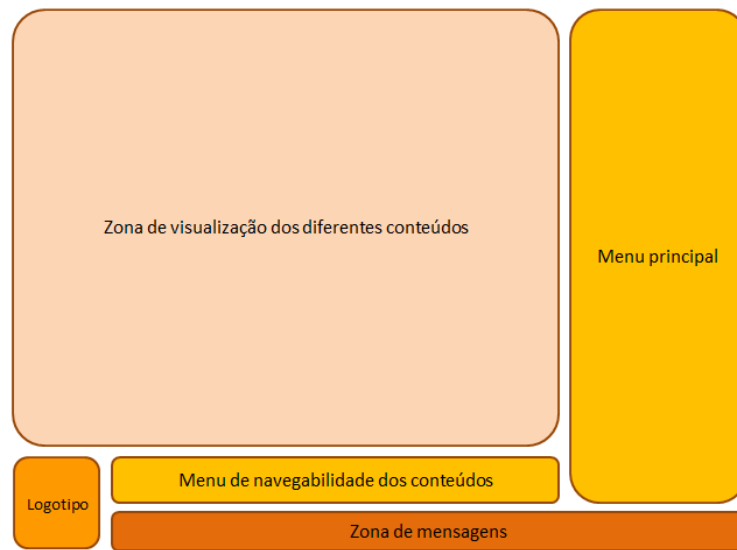 Zona de visualização dos diferentes conteúdos
Menu principal
Menu de navegabilidade dos conteúdos
Logotipo
Zona de mensagens